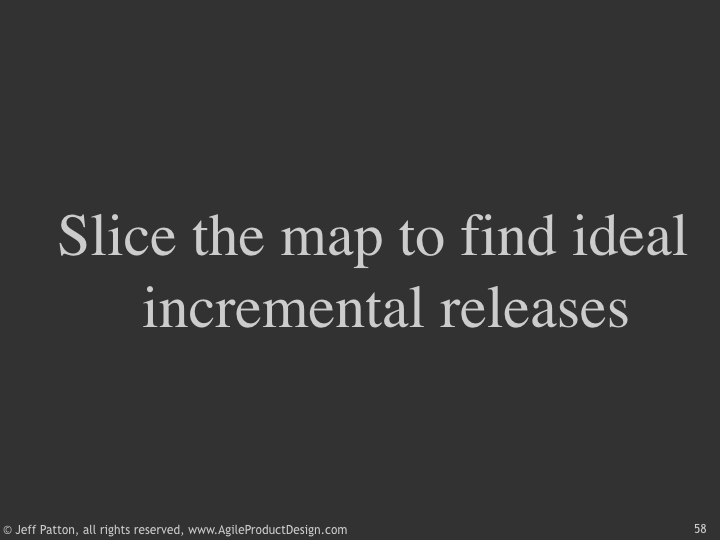 Slice the map to find ideal
incremental releases
© Jeff Patton, all rights reserved, www.AgileProductDesign.com
58